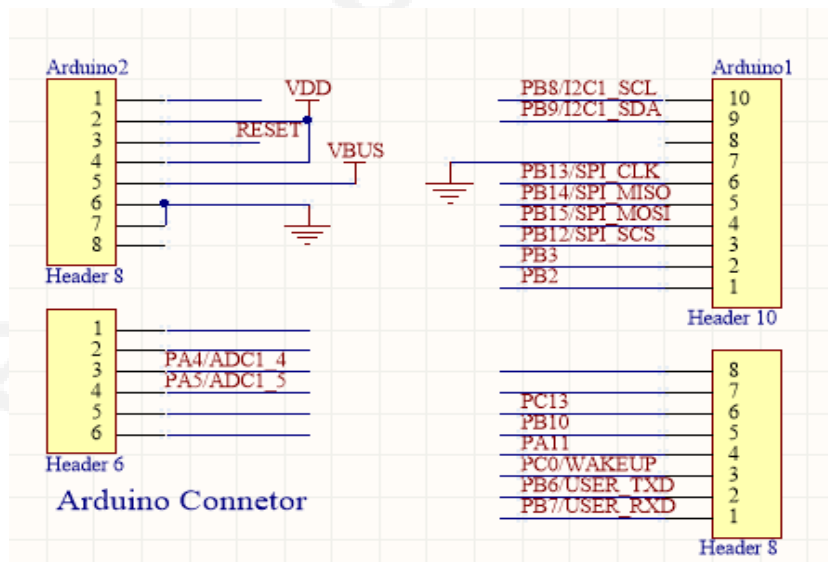 Arduino2
1
2
3
4
5
6
7
8
Header 8
VDD
RESET
VBUS
1
2
3
4
5
6
Header 6
PA4/ADC1_4
PA5/ADC1_5
Arduino Connetor
Arduino1
PB8/I2C1_SCL 10
PB9/I2C1_SDA 9
8
7
PB13/SPI_CLK 6
PB14/SPI_MISO 5
PB15/SPI_MOSI 4
PB12/SPI_SCS 3
PB3 2
PB2 1
Header 10
8
7
PC13 6
PB10 5
PA11 4
PC0/WAKEUP 3
PB6/USER_TXD 2
PB7/USER_RXD 1
Header 8